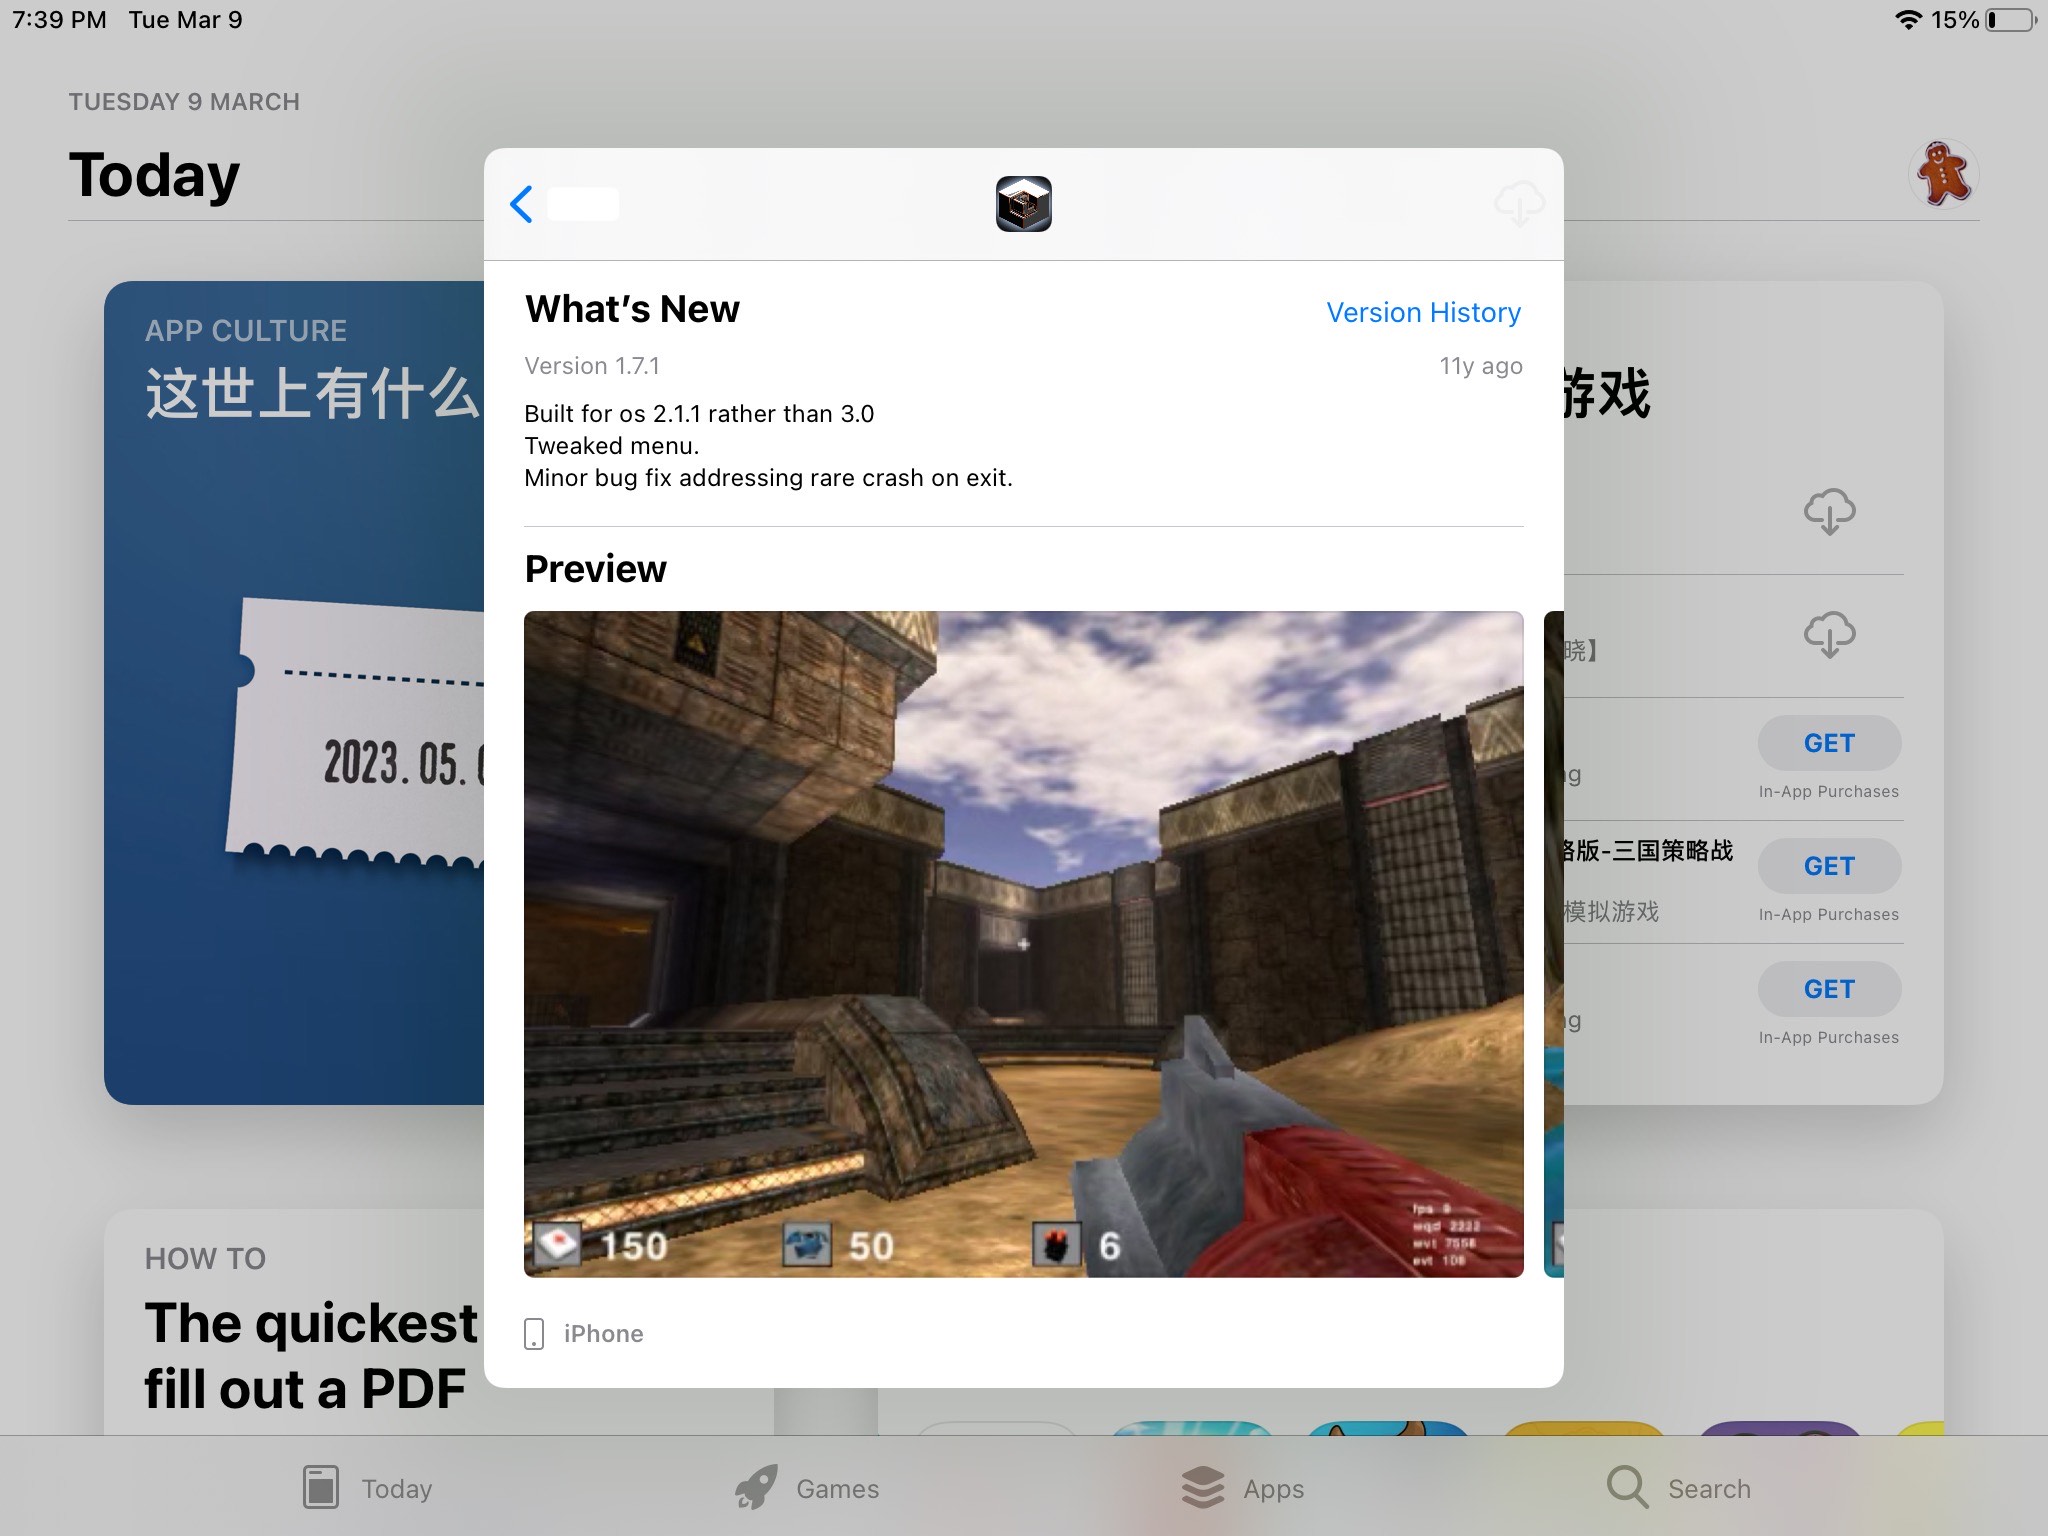 7:39 PM Tue Mar 9
15%
TUESDAY 9 MARCH
Today
APP CULTURE
这世上有什么
2023. 05.
HOW TO
The quickest
fill out a PDF
What's New
Version History
Version 1.7.1
11y ago
Built for os 2.1.1 rather than 3.0
Tweaked menu.
Minor bug fix addressing rare crash on exit.
Preview
150
50
6
fps 9
wqd 2222
wvt 7558
evt 108
iPhone
游戏
晓】
GET
In-App Purchases
略版-三国策略战
模拟游戏
GET
In-App Purchases
GET
In-App Purchases
Today
Games
Apps
Search